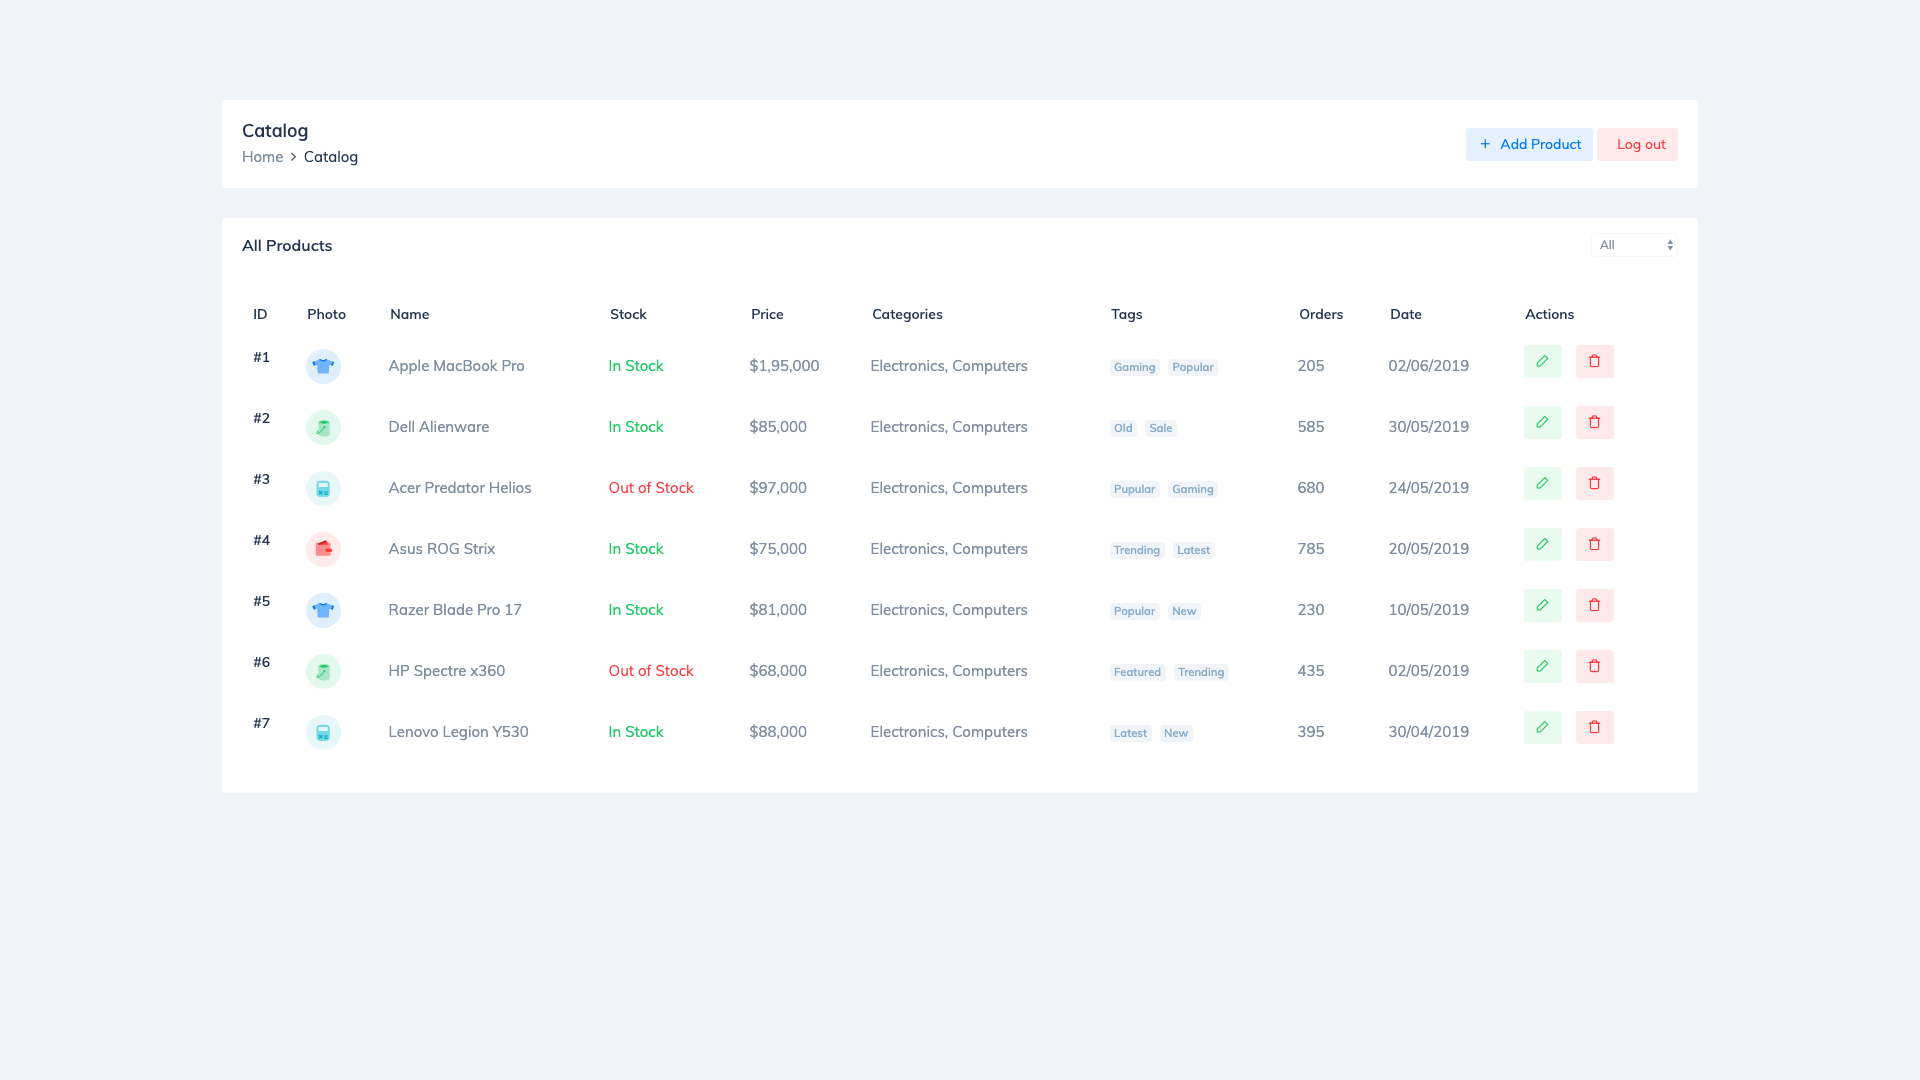 Catalog
Home > Catalog
+ Add Product
Log out
All Products
All
ID Photo Name Stock Price Categories Tags Orders Date Actions
#1 Apple MacBook Pro In Stock $1,95,000 Electronics, Computers Gaming Popular 205 02/06/2019
#2 Dell Alienware In Stock $85,000 Electronics, Computers Old Sale 585 30/05/2019
#3 Acer Predator Helios Out of Stock $97,000 Electronics, Computers Pupular Gaming 680 24/05/2019
#4 Asus ROG Strix In Stock $75,000 Electronics, Computers Trending Latest 785 20/05/2019
#5 Razer Blade Pro 17 In Stock $81,000 Electronics, Computers Popular New 230 10/05/2019
#6 HP Spectre x360 Out of Stock $68,000 Electronics, Computers Featured Trending 435 02/05/2019
#7 Lenovo Legion Y530 In Stock $88,000 Electronics, Computers Latest New 395 30/04/2019